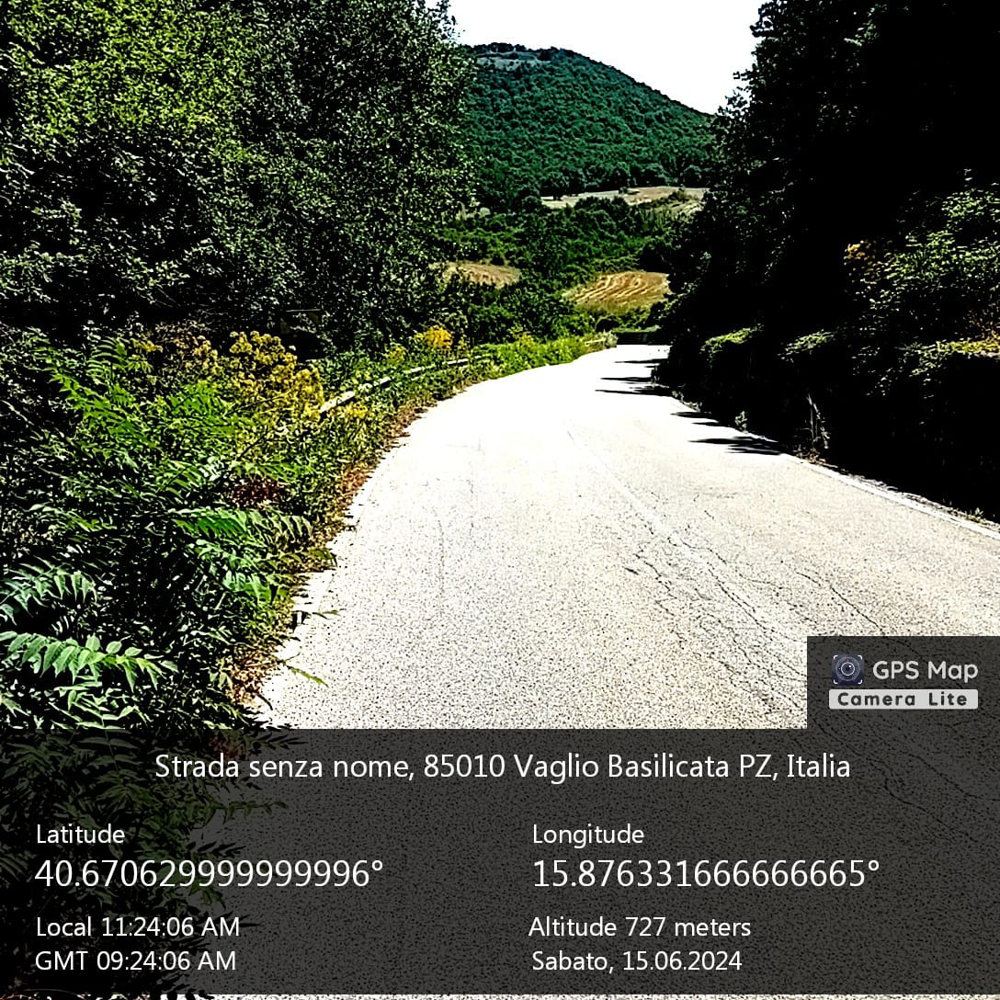 GPS Map
Camera Lite
Strada senza nome, 85010 Vaglio Basilicata PZ, Italia
Latitude
Longitude
40.670629999999996°
15.876331666666665°
Local 11:24:06 AM
Altitude 727 meters
GMT 09:24:06 AM
Sabato, 15.06.2024